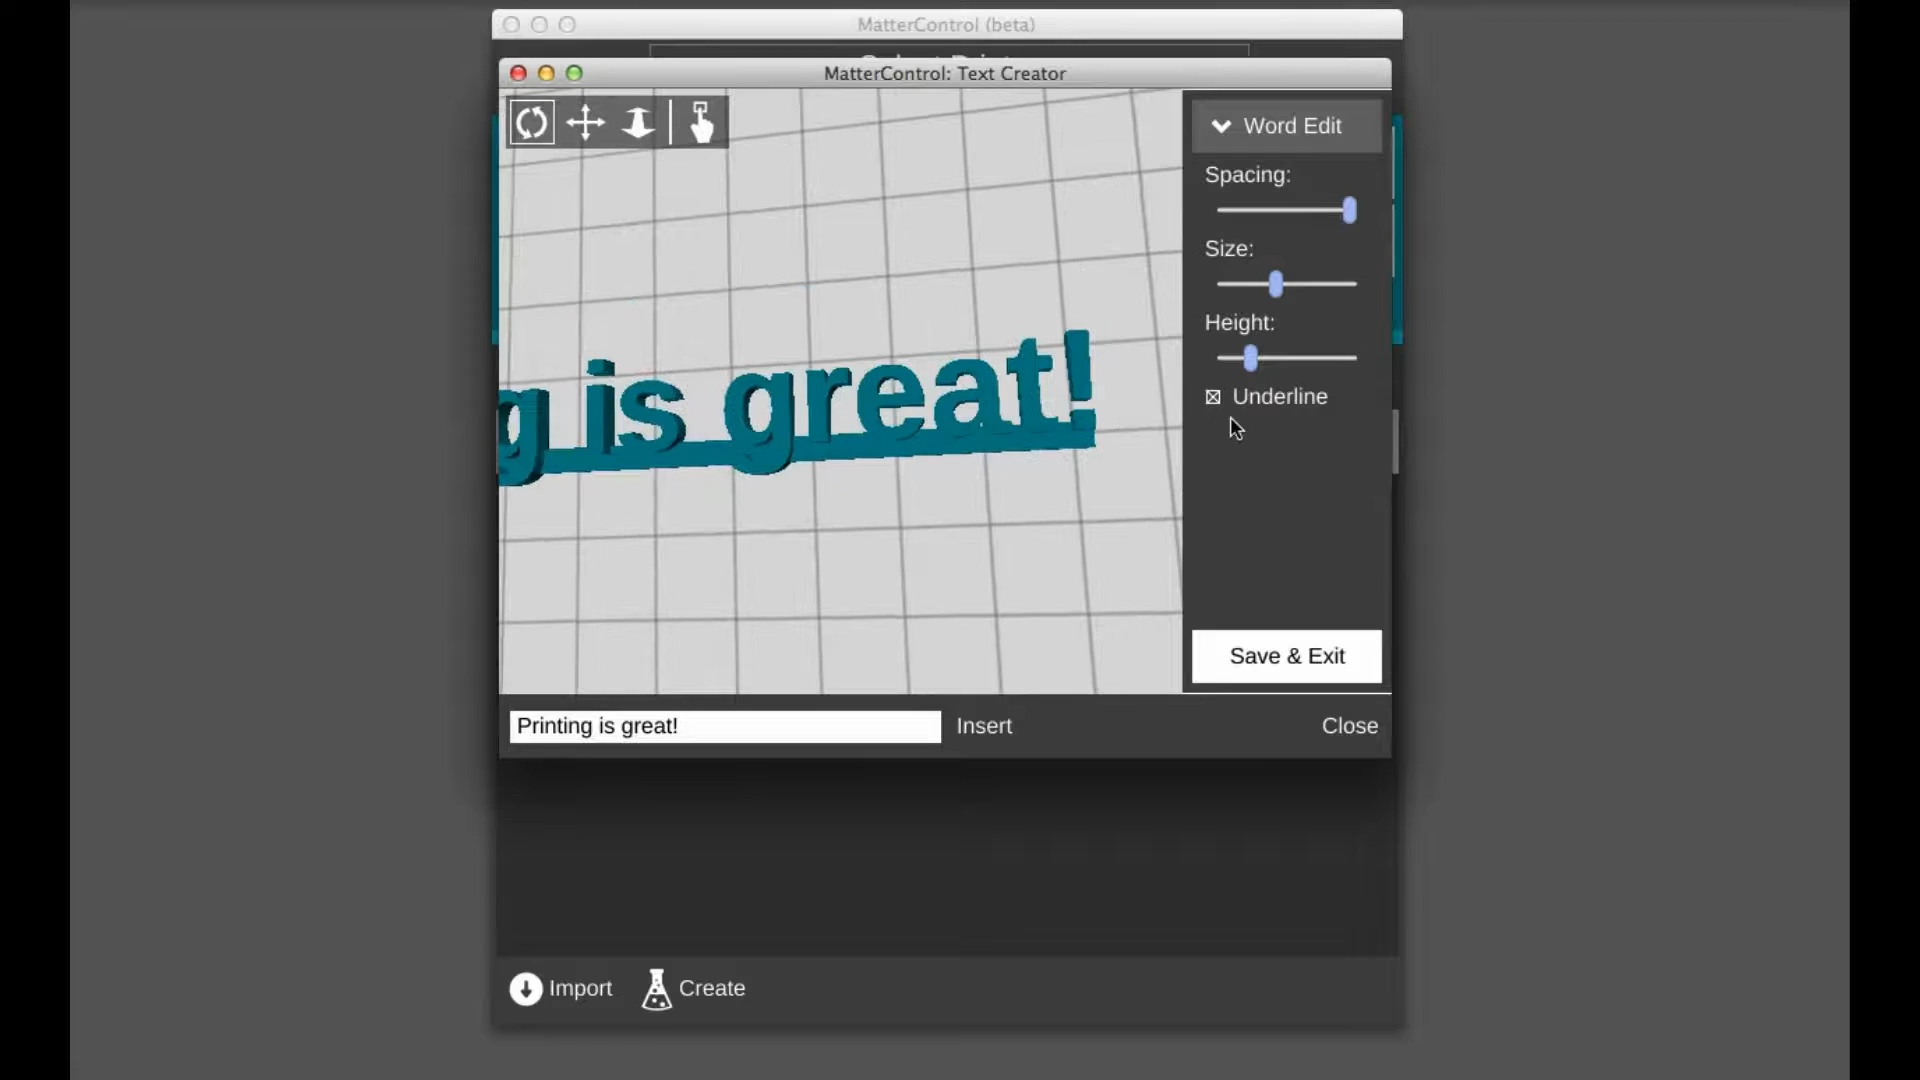 MatterControl (beta)
MatterControl: Text Creator
Word Edit
Spacing:
Size:
Height:
Underline
g is great!
Save & Exit
Printing is great!
Insert
Close
Import
Create